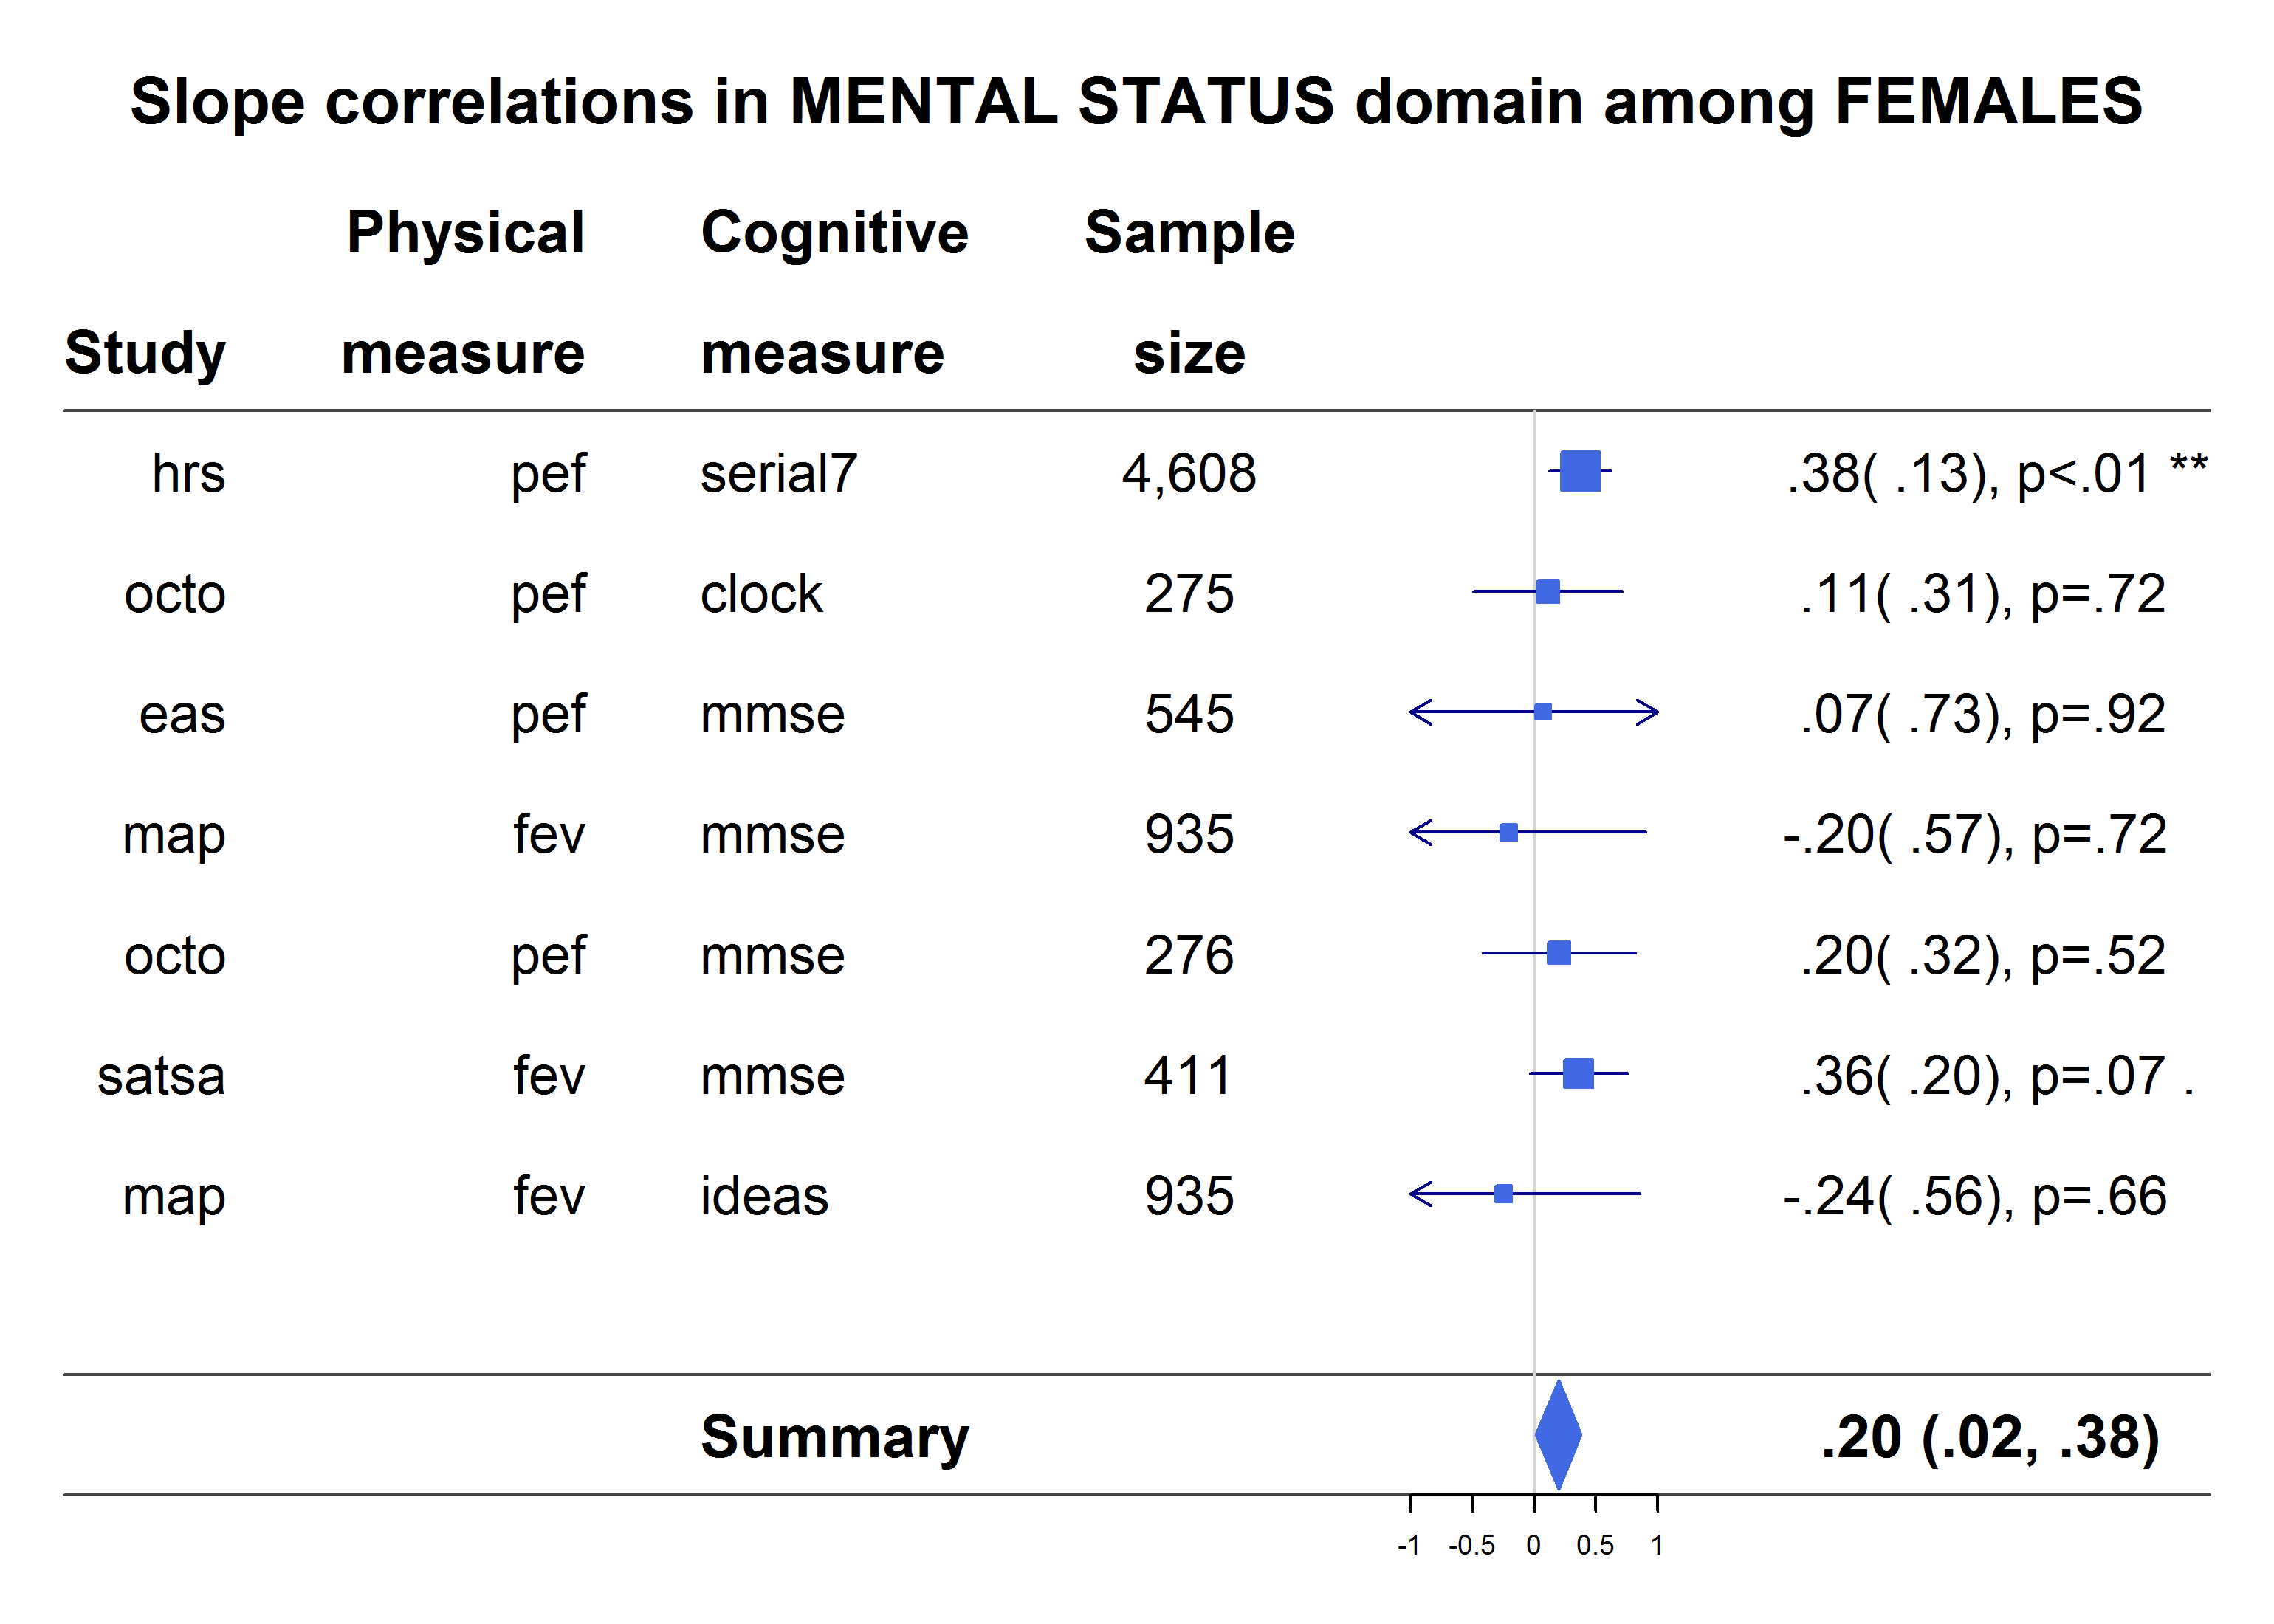 Slope correlations in MENTAL STATUS domain among FEMALES
Physical Cognitive Sample
Study measure measure size
hrs pef serial7 4,608 .38( .13), p<.01 **
octo pef clock 275 .11( .31), p=.72
eas pef mmse 545 .07( .73), p=.92
map fev mmse 935 -.20( .57), p=.72
octo pef mmse 276 .20( .32), p=.52
satsa fev mmse 411 .36( .20), p=.07 .
map fev ideas 935 -.24( .56), p=.66
Summary .20 (.02, .38)
-1 -0.5 0 0.5 1